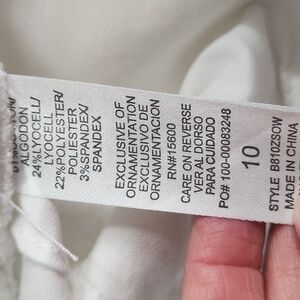 ALGODON
24%LYOCELL/
LYOCELL
22%POLYESTER/
POLIESTER
3%SPANDEX/
SPANDEX
EXCLUSIVE OF
ORNAMENTATION
EXCLUSIVO DE
ORNAMENTACION
RN#15600
CARE ON REVERSE
VER AL DORSO
PARA CUIDADO
PO# 100-00083248
10
STYLE B810ZSOW
MADE IN CHINA